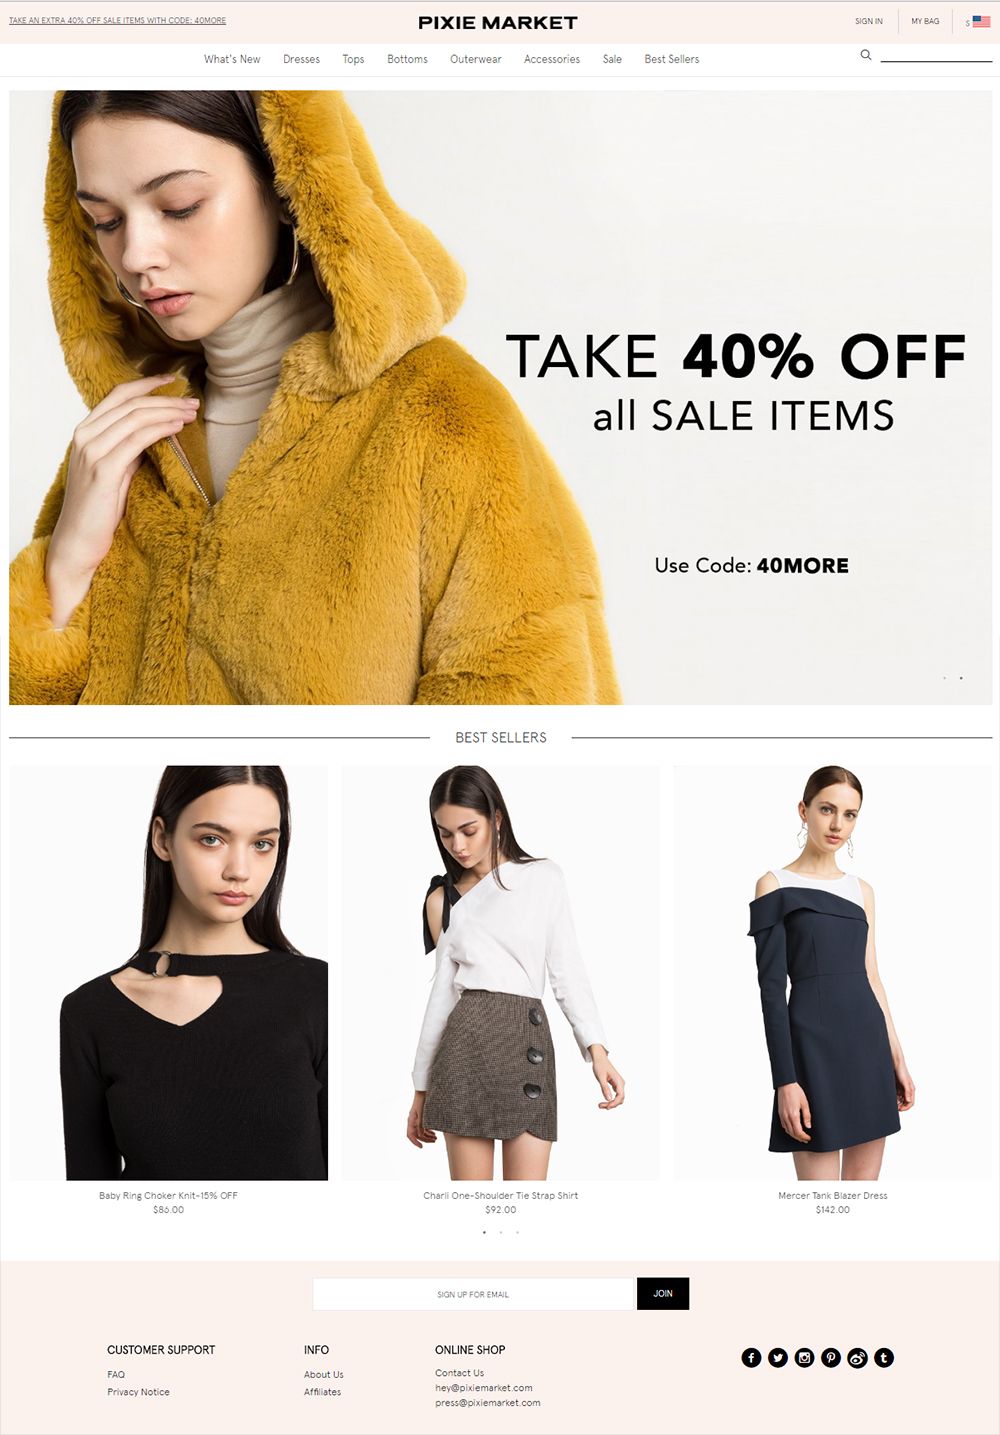 TAKE AN EXTRA 40% OFF SALE ITEMS WITH CODE: 40MORE
PIXIE MARKET
SIGN IN
MY BAG
$
What's New Dresses Tops Bottoms Outerwear Accessories Sale Best Sellers
TAKE 40% OFF
all SALE ITEMS
Use Code: 40MORE
BEST SELLERS
Baby Ring Choker Knit-15% OFF
$86.00
Charli One-Shoulder Tie Strap Shirt
$92.00
Mercer Tank Blazer Dress
$142.00
SIGN UP FOR EMAIL
JOIN
CUSTOMER SUPPORT
FAQ
Privacy Notice
INFO
About Us
Affiliates
ONLINE SHOP
Contact Us
hey@pixiemarket.com
press@pixiemarket.com